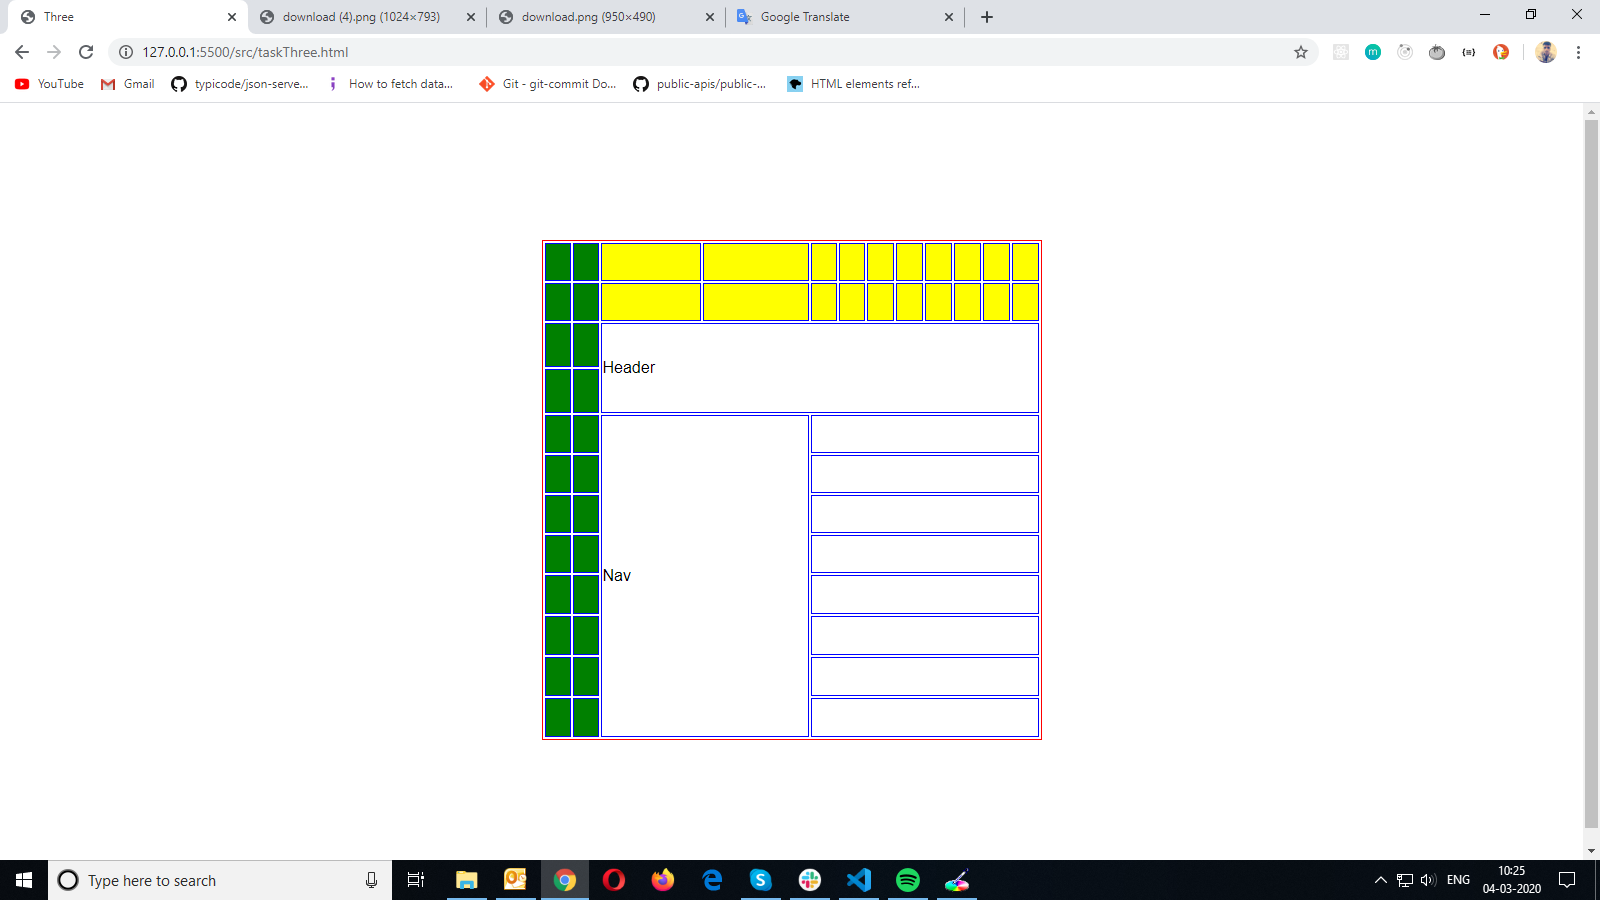 Three
download (4).png (1024×793)
download.png (950×490)
Google Translate
127.0.0.1:5500/src/taskThree.html
YouTube
Gmail
typicode/json-serve...
How to fetch data...
Git - git-commit Do...
public-apis/public-...
HTML elements ref...
Header
Nav
Type here to search
ENG
10:25
04-03-2020